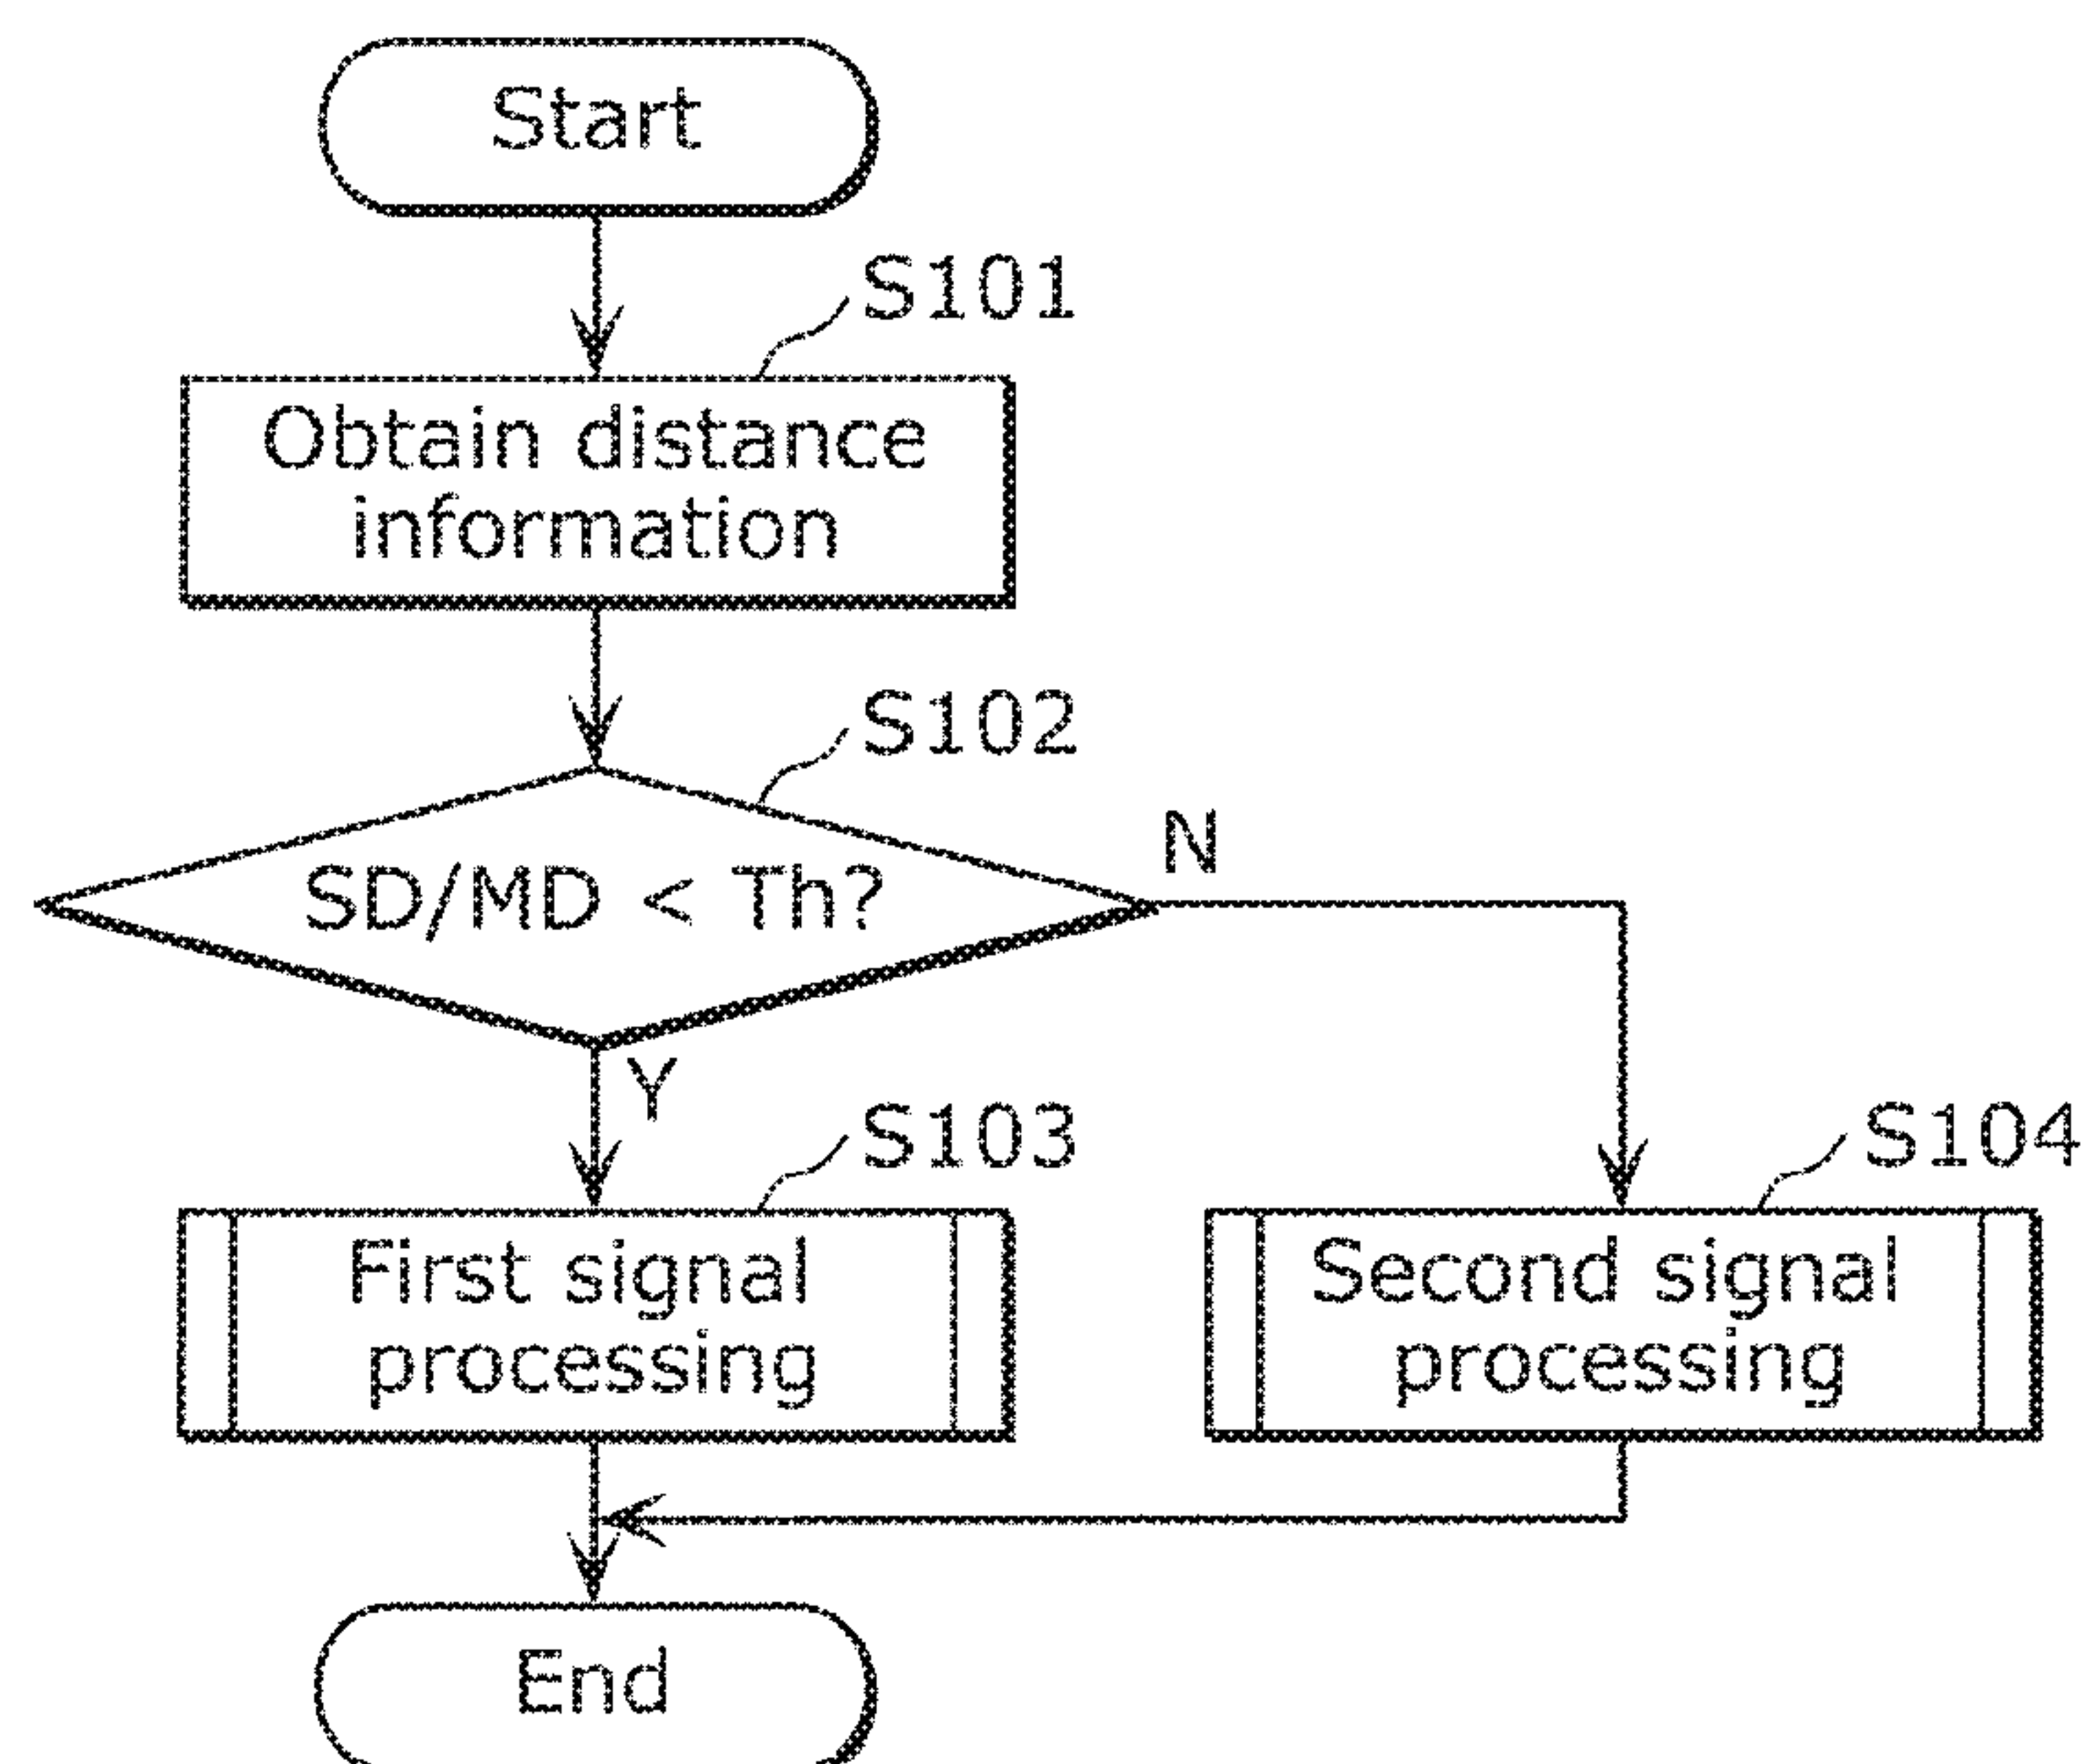 Start
S101
Obtain distance
information
S102
SD/MD < Th?
N
Y
S103
First signal
processing
S104
Second signal
processing
End